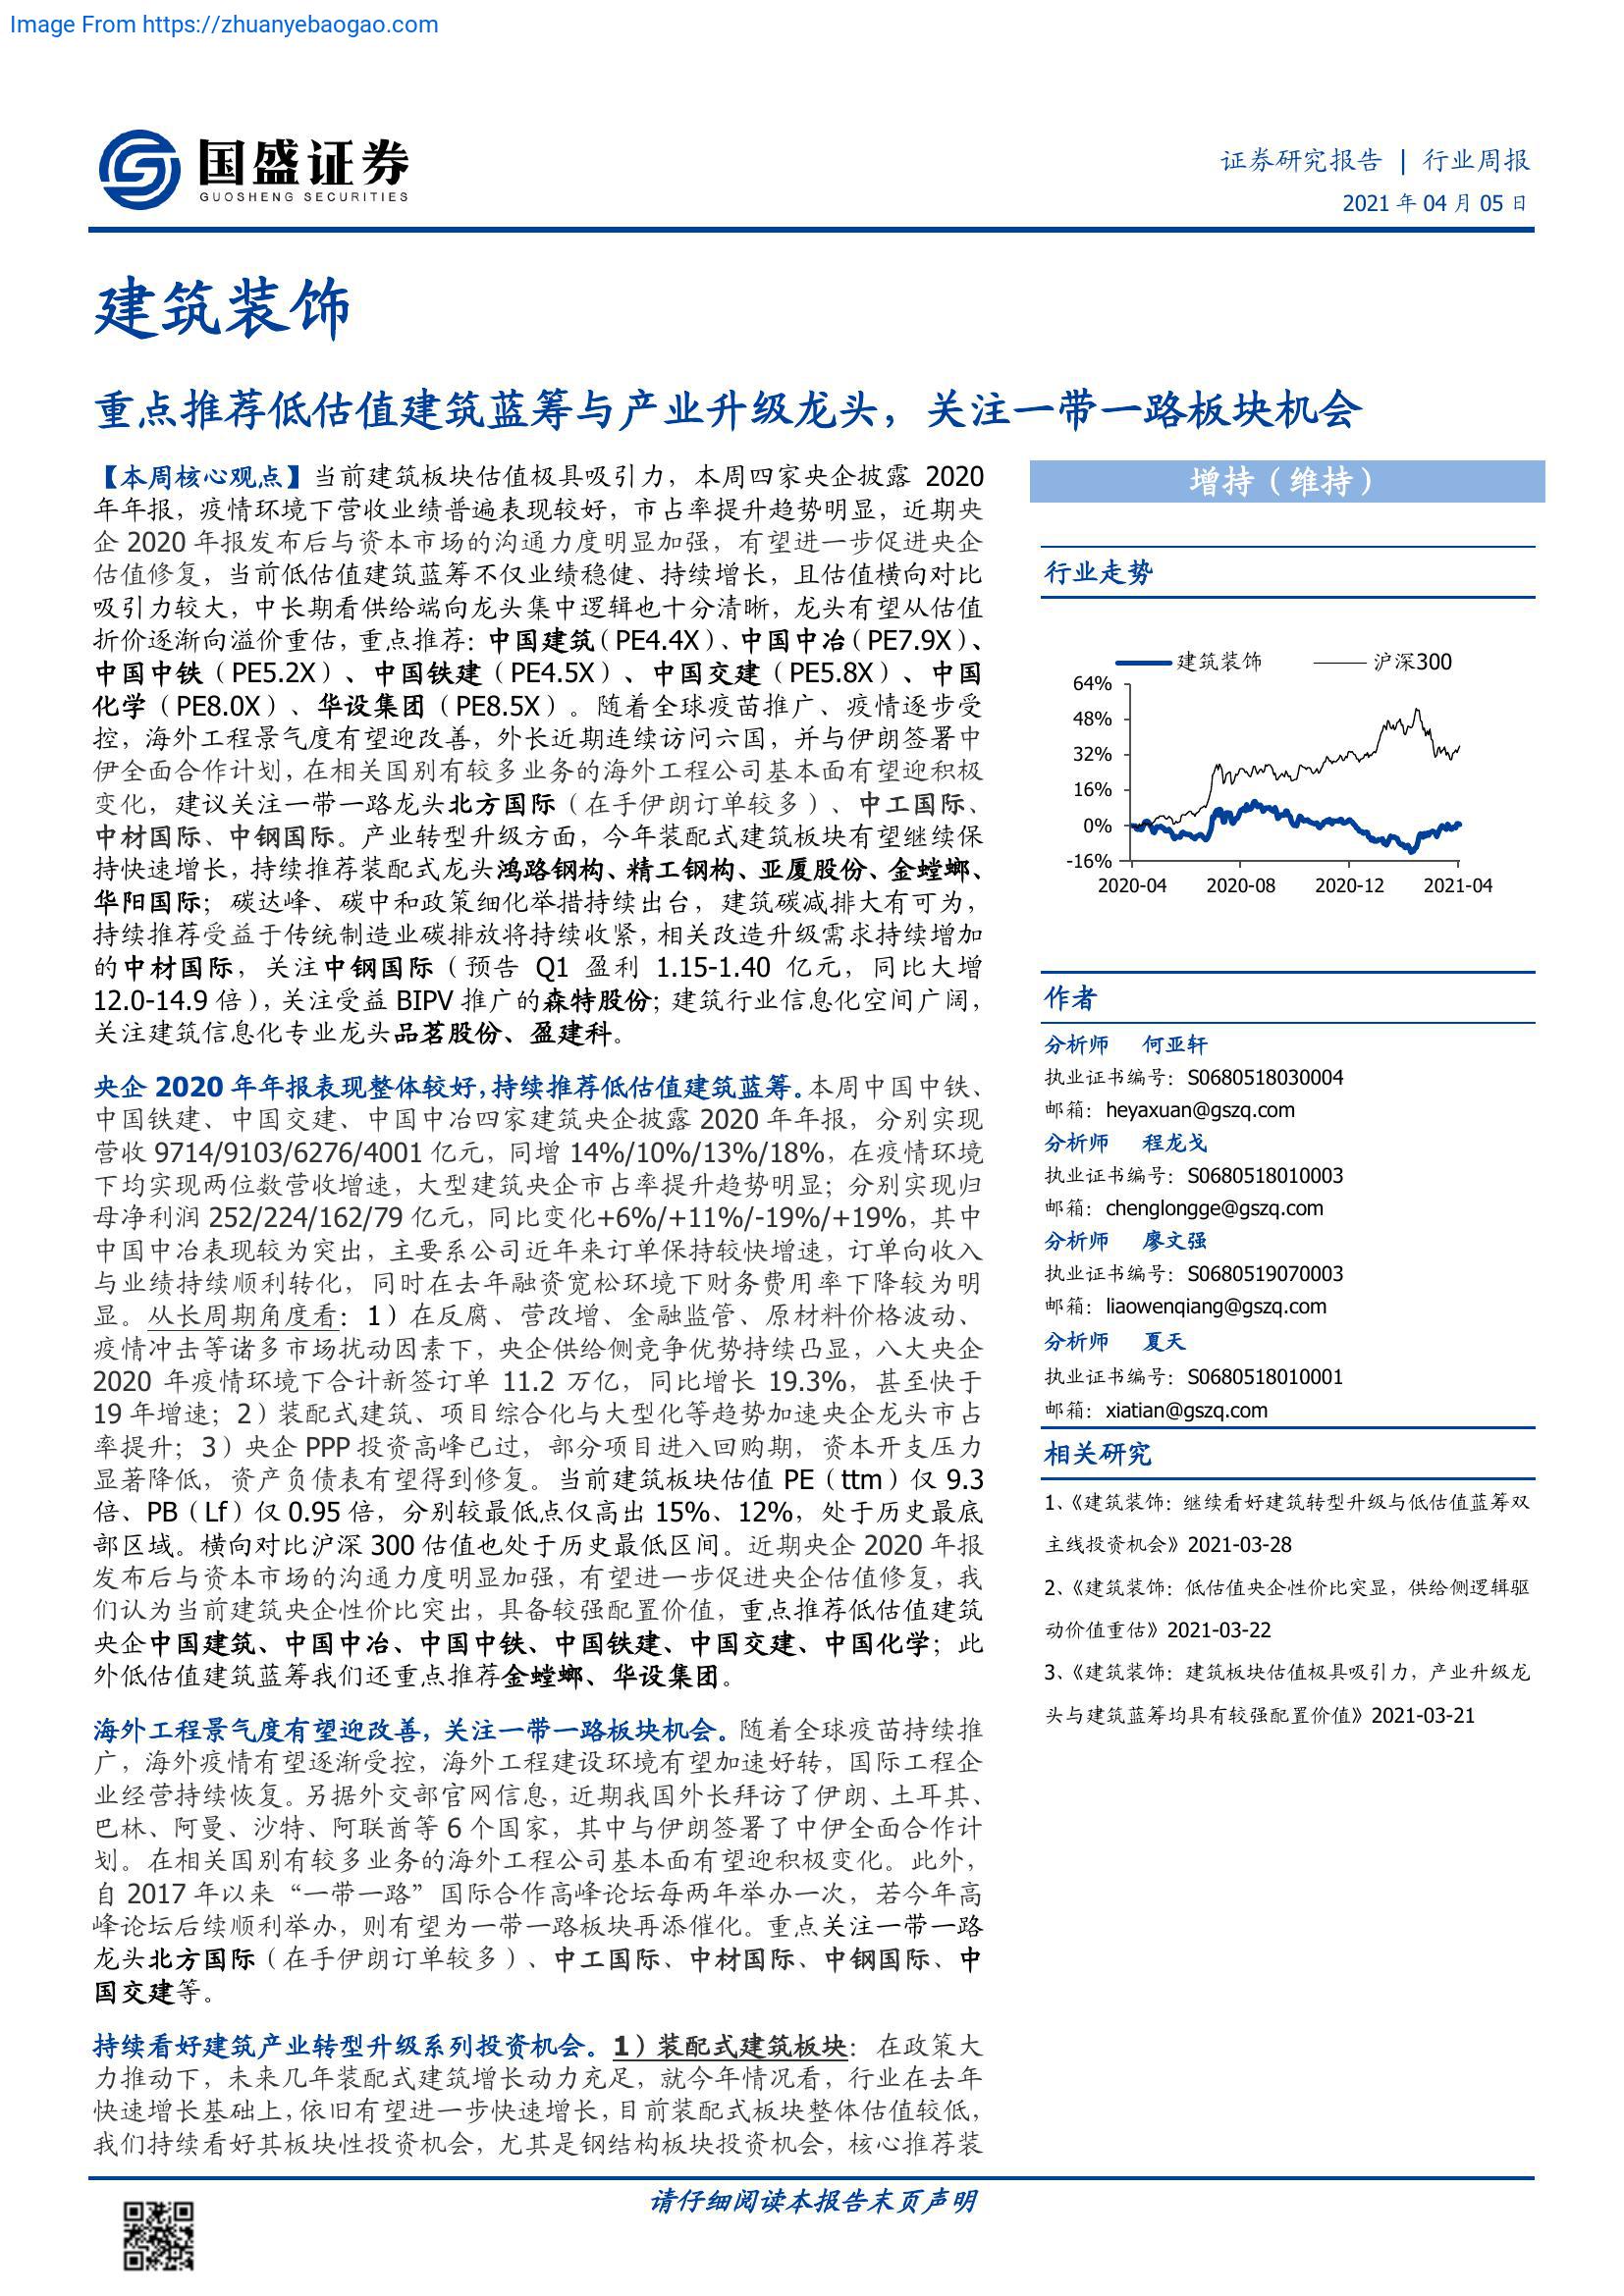 Image From https://zhuanyebaogao.com
国盛证券
GUOSHENG SECURITIES
证券研究报告 | 行业周报
2021 年 04 月 05 日
建筑装饰
重点推荐低估值建筑蓝筹与产业升级龙头，关注一带一路板块机会
【本周核心观点】当前建筑板块估值极具吸引力，本周四家央企披露 2020
年年报，疫情环境下营收业绩普遍表现较好，市占率提升趋势明显，近期央
企 2020 年报发布后与资本市场的沟通力度明显加强，有望进一步促进央企
估值修复，当前低估值建筑蓝筹不仅业绩稳健、持续增长，且估值横向对比
吸引力较大，中长期看供给端向龙头集中逻辑也十分清晰，龙头有望从估值
折价逐渐向溢价重估，重点推荐：中国建筑（PE4.4X）、中国中冶（PE7.9X）、
中国中铁（PE5.2X）、中国铁建（PE4.5X）、中国交建（PE5.8X）、中国
化学（PE8.0X）、华设集团（PE8.5X）。随着全球疫苗推广、疫情逐步受
控，海外工程景气度有望迎改善，外长近期连续访问六国，并与伊朗签署中
伊全面合作计划，在相关国别有较多业务的海外工程公司基本面有望迎积极
变化，建议关注一带一路龙头北方国际（在手伊朗订单较多）、中工国际、
中材国际、中钢国际。产业转型升级方面，今年装配式建筑板块有望继续保
持快速增长，持续推荐装配式龙头鸿路钢构、精工钢构、亚厦股份、金螳螂、
华阳国际；碳达峰、碳中和政策细化举措持续出台，建筑碳减排大有可为，
持续推荐受益于传统制造业碳排放将持续收紧，相关改造升级需求持续增加
的中材国际，关注中钢国际（预告 Q1 盈利 1.15-1.40 亿元，同比大增
12.0-14.9 倍），关注受益 BIPV 推广的森特股份；建筑行业信息化空间广阔，
关注建筑信息化专业龙头品茗股份、盈建科。
央企 2020 年年报表现整体较好，持续推荐低估值建筑蓝筹。本周中国中铁、
中国铁建、中国交建、中国中冶四家建筑央企披露 2020 年年报，分别实现
营收 9714/9103/6276/4001 亿元，同增 14%/10%/13%/18%，在疫情环境
下均实现两位数营收增速，大型建筑央企市占率提升趋势明显；分别实现归
母净利润 252/224/162/79 亿元，同比变化+6%/+11%/-19%/+19%，其中
中国中冶表现较为突出，主要系公司近年来订单保持较快增速，订单向收入
与业绩持续顺利转化，同时在去年融资宽松环境下财务费用率下降较为明
显。从长周期角度看：1）在反腐、营改增、金融监管、原材料价格波动、
疫情冲击等诸多市场扰动因素下，央企供给侧竞争优势持续凸显，八大央企
2020 年疫情环境下合计新签订单 11.2 万亿，同比增长 19.3%，甚至快于
19 年增速；2）装配式建筑、项目综合化与大型化等趋势加速央企龙头市占
率提升；3）央企 PPP 投资高峰已过，部分项目进入回购期，资本开支压力
显著降低，资产负债表有望得到修复。当前建筑板块估值 PE（ttm）仅 9.3
倍、PB（Lf）仅 0.95 倍，分别较最低点仅高出 15%、12%，处于历史最底
部区域。横向对比沪深 300 估值也处于历史最低区间。近期央企 2020 年报
发布后与资本市场的沟通力度明显加强，有望进一步促进央企估值修复，我
们认为当前建筑央企性价比突出，具备较强配置价值，重点推荐低估值建筑
央企中国建筑、中国中冶、中国中铁、中国铁建、中国交建、中国化学；此
外低估值建筑蓝筹我们还重点推荐金螳螂、华设集团。
海外工程景气度有望迎改善，关注一带一路板块机会。随着全球疫苗持续推
广，海外疫情有望逐渐受控，海外工程建设环境有望加速好转，国际工程企
业经营持续恢复。另据外交部官网信息，近期我国外长拜访了伊朗、土耳其、
巴林、阿曼、沙特、阿联酋等 6 个国家，其中与伊朗签署了中伊全面合作计
划。在相关国别有较多业务的海外工程公司基本面有望迎积极变化。此外，
自 2017 年以来“一带一路”国际合作高峰论坛每两年举办一次，若今年高
峰论坛后续顺利举办，则有望为一带一路板块再添催化。重点关注一带一路
龙头北方国际（在手伊朗订单较多）、中工国际、中材国际、中钢国际、中
国交建等。
持续看好建筑产业转型升级系列投资机会。1）装配式建筑板块：在政策大
力推动下，未来几年装配式建筑增长动力充足，就今年情况看，行业在去年
快速增长基础上，依旧有望进一步快速增长，目前装配式板块整体估值较低，
我们持续看好其板块性投资机会，尤其是钢结构板块投资机会，核心推荐装
增持（维持）
行业走势
建筑装饰 沪深300
64%
48%
32%
16%
0%
-16%
2020-04 2020-08 2020-12 2021-04
作者
分析师 何亚轩
执业证书编号：S0680518030004
邮箱：heyaxuan@gszq.com
分析师 程龙戈
执业证书编号：S0680518010003
邮箱：chenglongge@gszq.com
分析师 廖文强
执业证书编号：S0680519070003
邮箱：liaowenqiang@gszq.com
分析师 夏天
执业证书编号：S0680518010001
邮箱：xiatian@gszq.com
相关研究
1、《建筑装饰：继续看好建筑转型升级与低估值蓝筹双
主线投资机会》2021-03-28
2、《建筑装饰：低估值央企性价比突显，供给侧逻辑驱
动价值重估》2021-03-22
3、《建筑装饰：建筑板块估值极具吸引力，产业升级龙
头与建筑蓝筹均具有较强配置价值》2021-03-21
请仔细阅读本报告末页声明